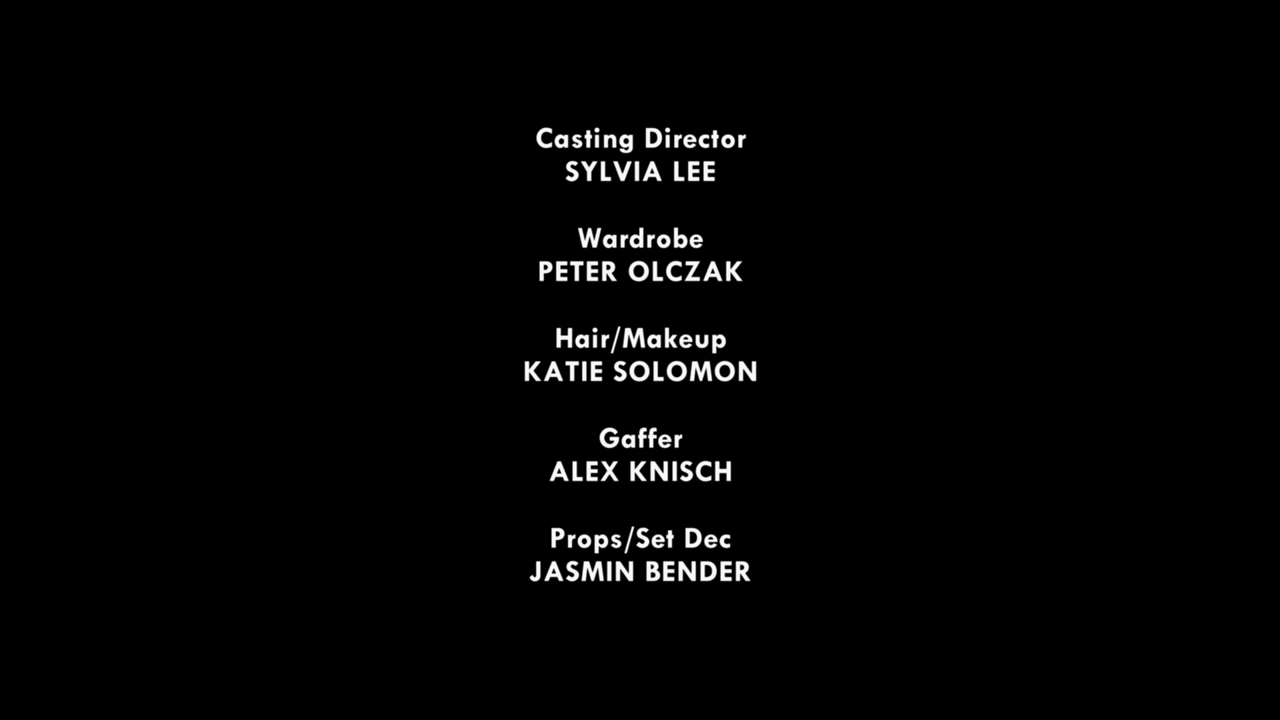 Casting Director
SYLVIA LEE
Wardrobe
PETER OLCZAK
Hair/Makeup
KATIE SOLOMON
Gaffer
ALEX KNISCH
Props/Set Dec
JASMIN BENDER